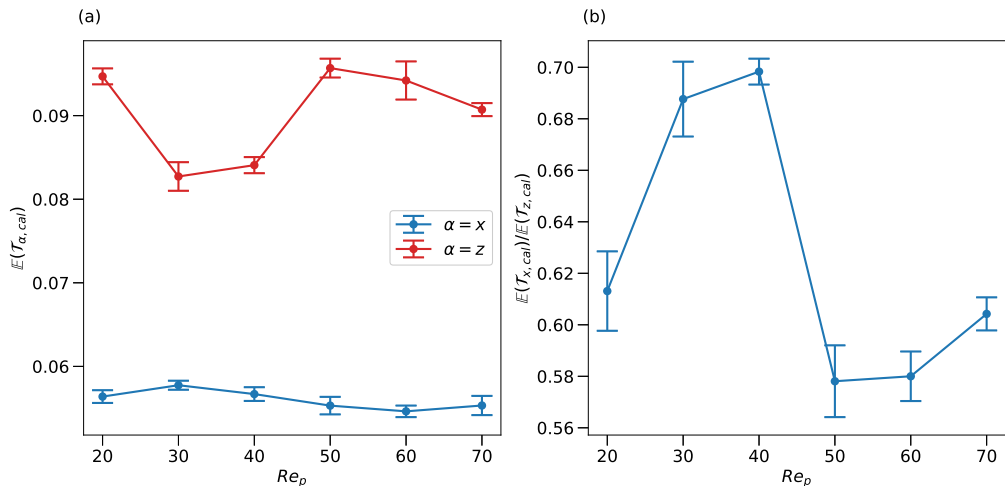 (a)
𝔼(𝒯α,cal)
0.09
0.08
0.07
0.06
α = x
α = z
20 30 40 50 60 70
Re_p
(b)
𝔼(𝒯x,cal)/𝔼(𝒯z,cal)
0.70
0.68
0.66
0.64
0.62
0.60
0.58
0.56
20 30 40 50 60 70
Re_p